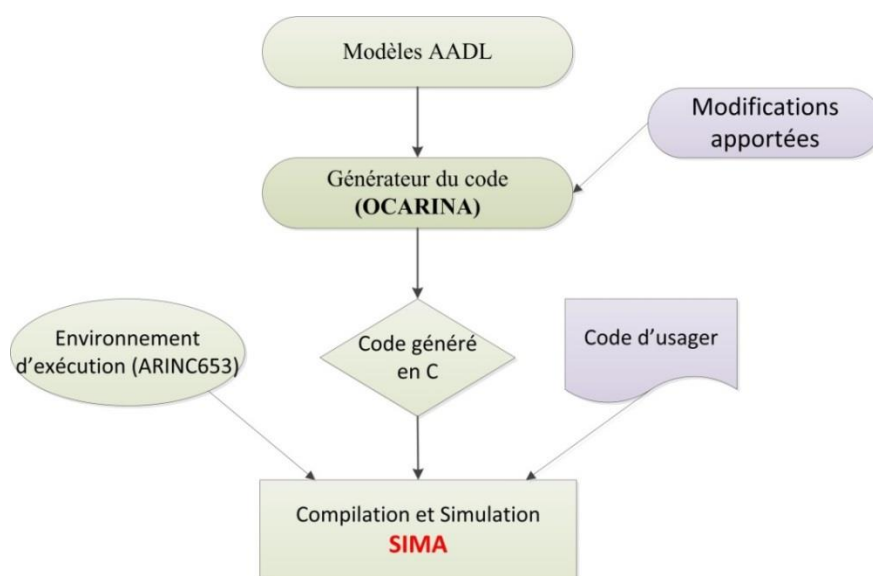 Modèles AADL
Modifications
apportées
Générateur du code
(OCARINA)
Environnement
d'exécution (ARINC653)
Code généré
en C
Code d'usager
Compilation et Simulation
SIMA